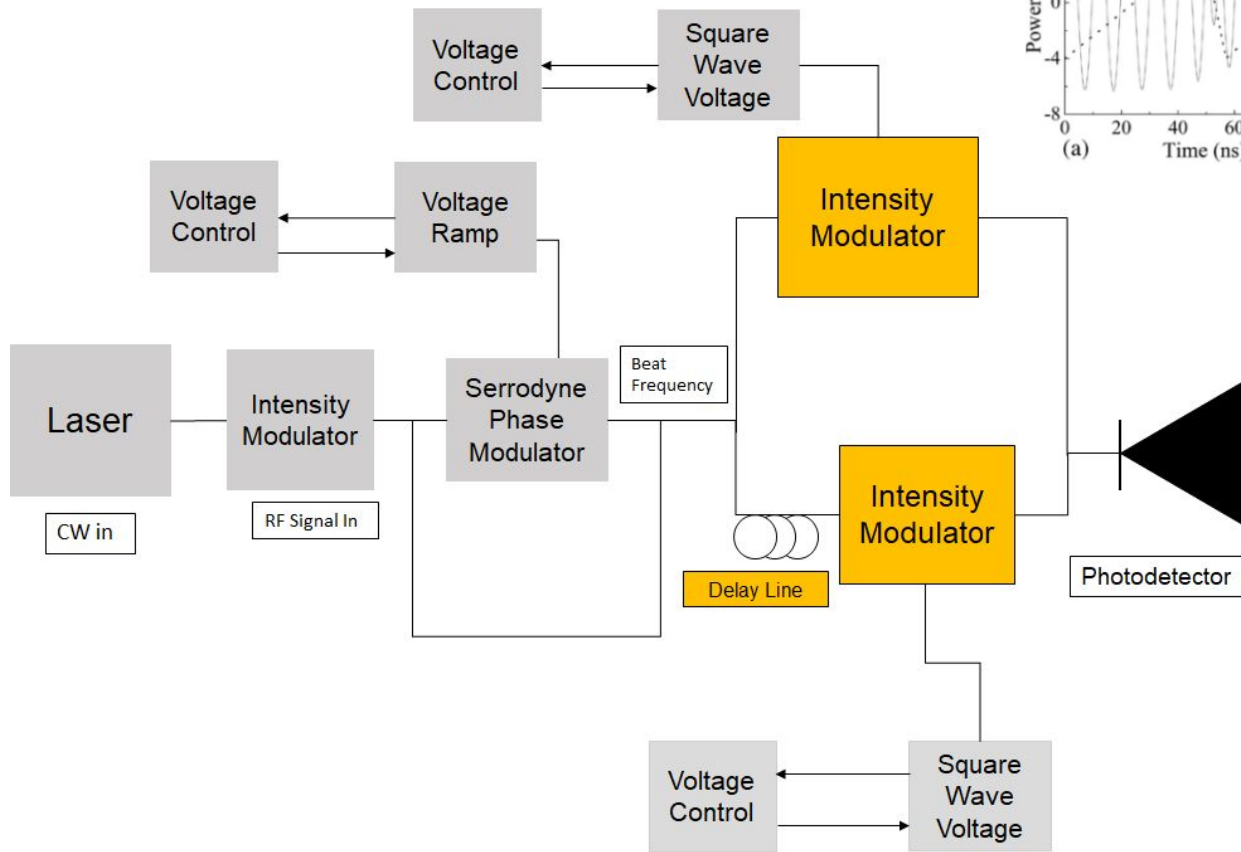 Power
0
-4
-8
0
20
40
60
(a)
Time (ns)
Voltage
Control
Square
Wave
Voltage
Voltage
Control
Voltage
Ramp
Intensity
Modulator
Laser
CW in
Intensity
Modulator
RF Signal In
Serrodyne
Phase
Modulator
Beat
Frequency
Intensity
Modulator
Delay Line
Photodetector
Voltage
Control
Square
Wave
Voltage